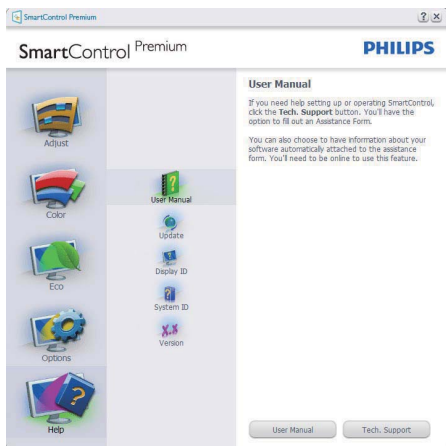 SmartControl Premium
SmartControl Premium
PHILIPS
Adjust
Color
Eco
Options
Help
User Manual
Update
Display ID
System ID
Version
User Manual
If you need help setting up or operating SmartControl,
click the Tech. Support button. You'll have the
option to fill out an Assistance Form.
You can also choose to have information about your
software automatically attached to the assistance
form. You'll need to be online to use this feature.
User Manual
Tech. Support